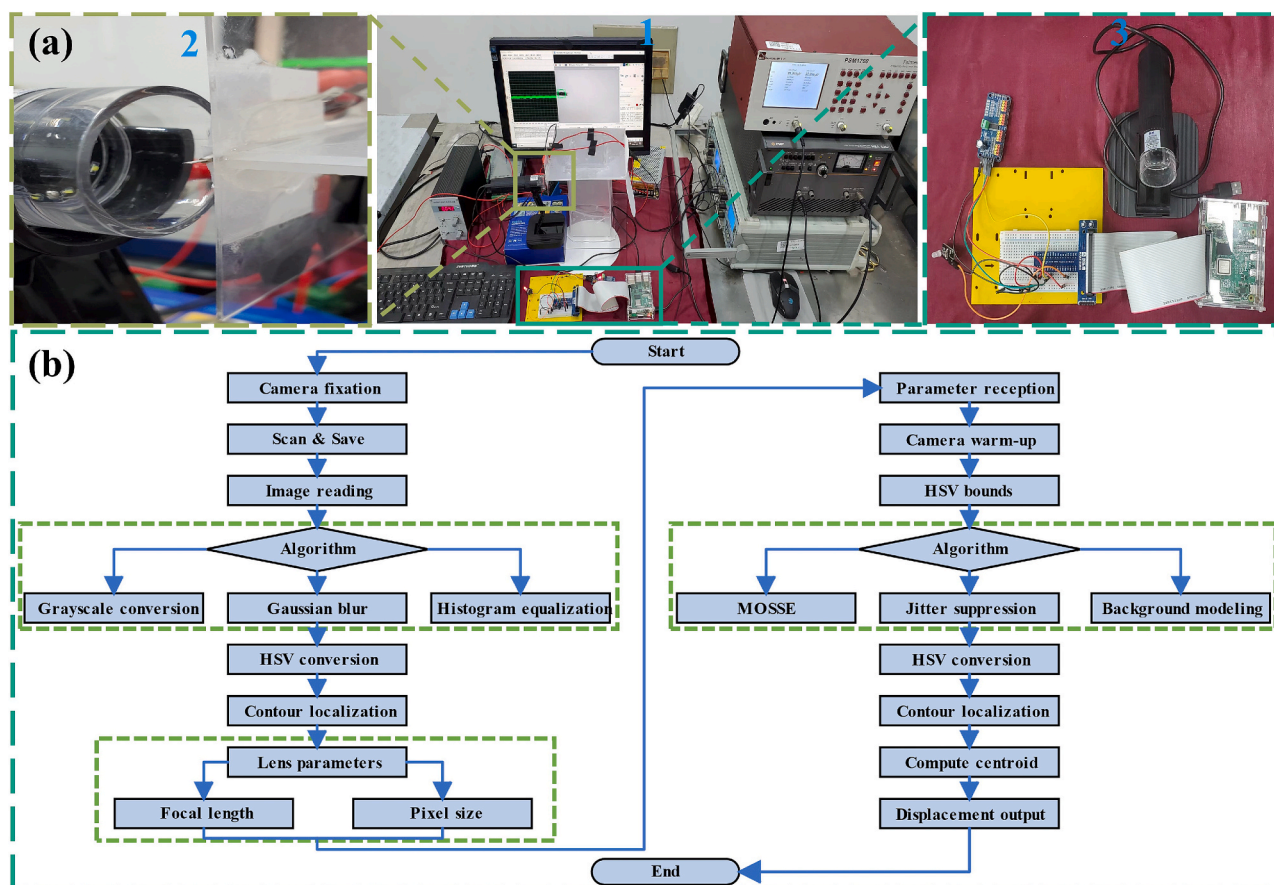 (a)
2
1
3
PSM1735
(b)
Start
Camera fixation
Scan & Save
Image reading
Algorithm
Grayscale conversion
Gaussian blur
Histogram equalization
HSV conversion
Contour localization
Lens parameters
Focal length
Pixel size
Parameter reception
Camera warm-up
HSV bounds
Algorithm
MOSSE
Jitter suppression
Background modeling
HSV conversion
Contour localization
Compute centroid
Displacement output
End